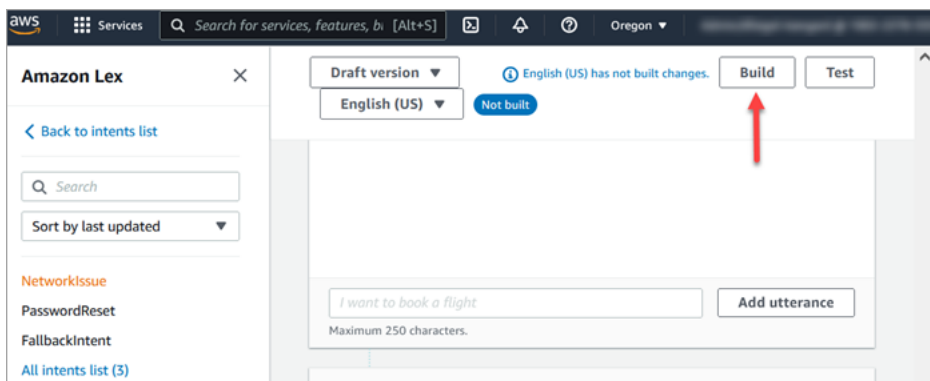 aws Services Search for services, features, bu [Alt+S] Oregon ▼
Amazon Lex
Back to intents list
Search
Sort by last updated
NetworkIssue
PasswordReset
FallbackIntent
All intents list (3)
Draft version ▼ English (US) has not built changes. Build Test
English (US) ▼ Not built
I want to book a flight Add utterance
Maximum 250 characters.